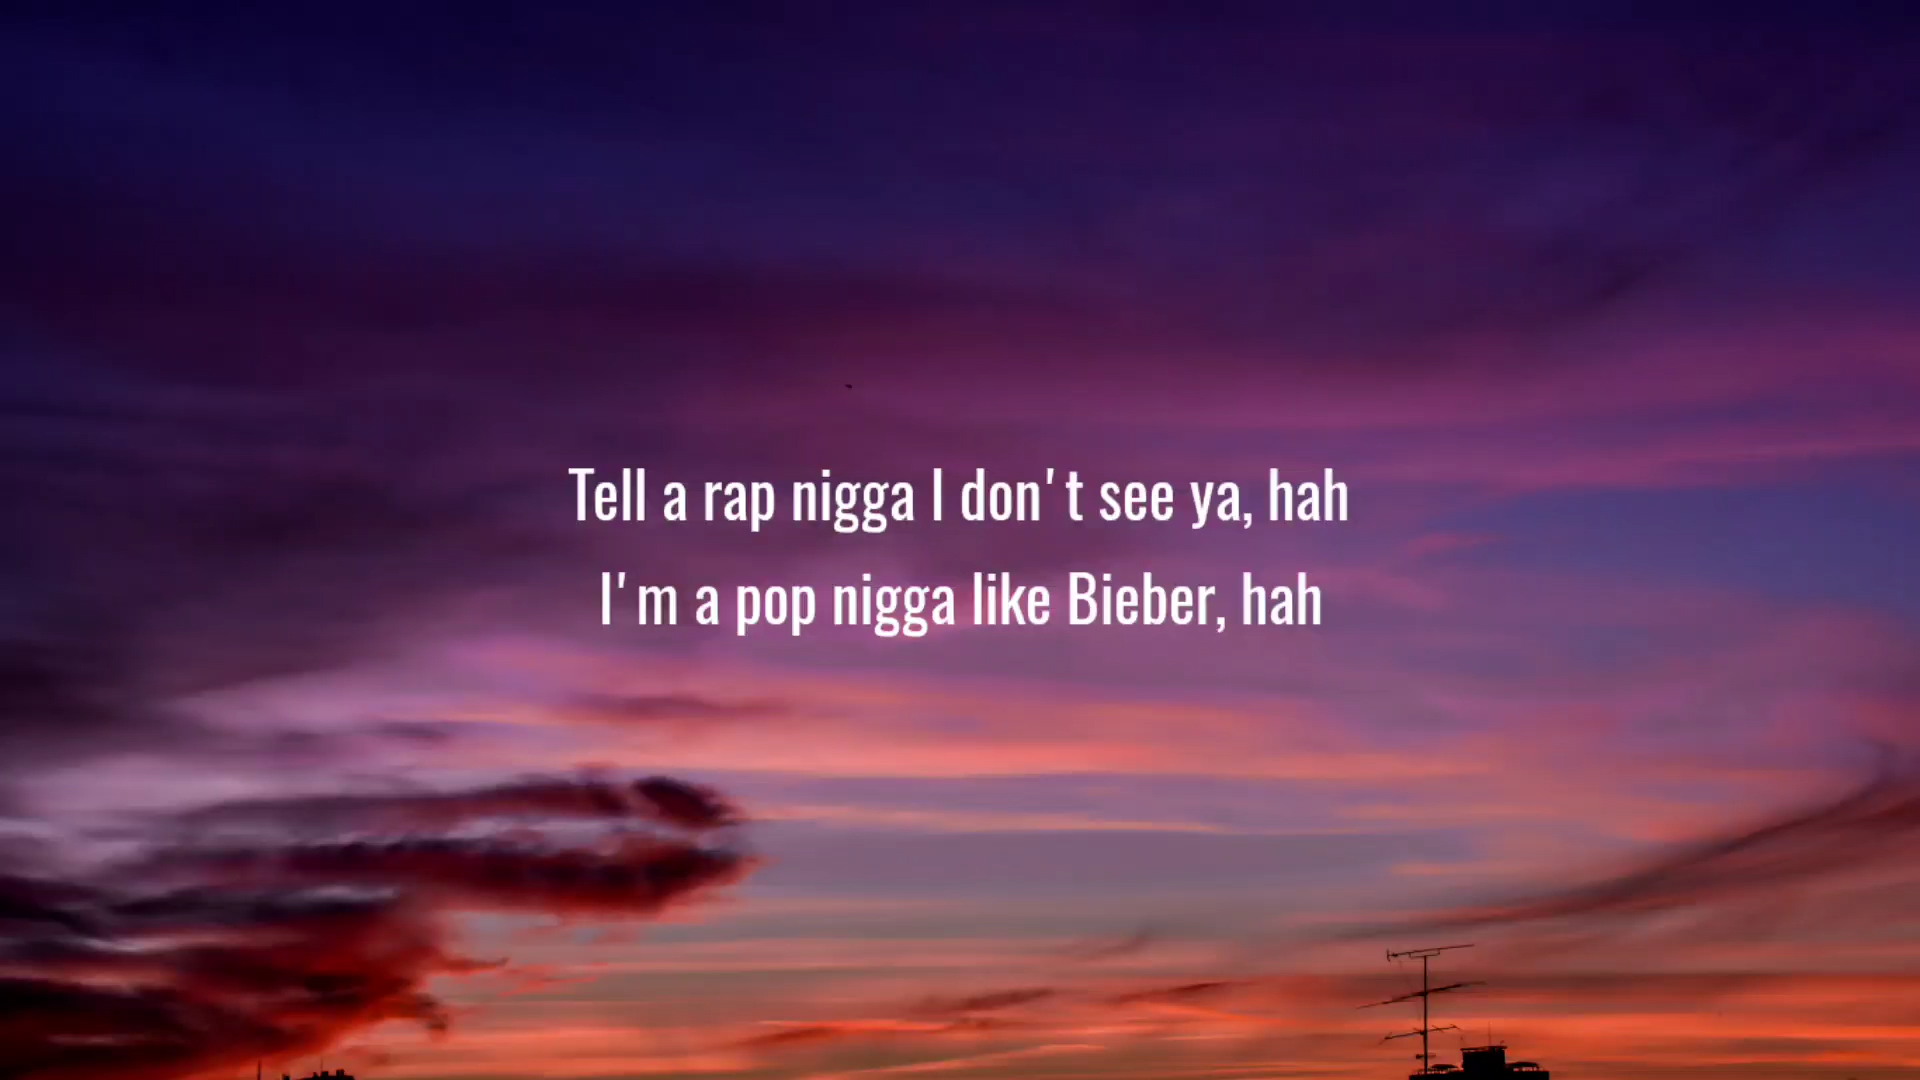 Tell a rap nigga I don't see ya, hah
I'm a pop nigga like Bieber, hah